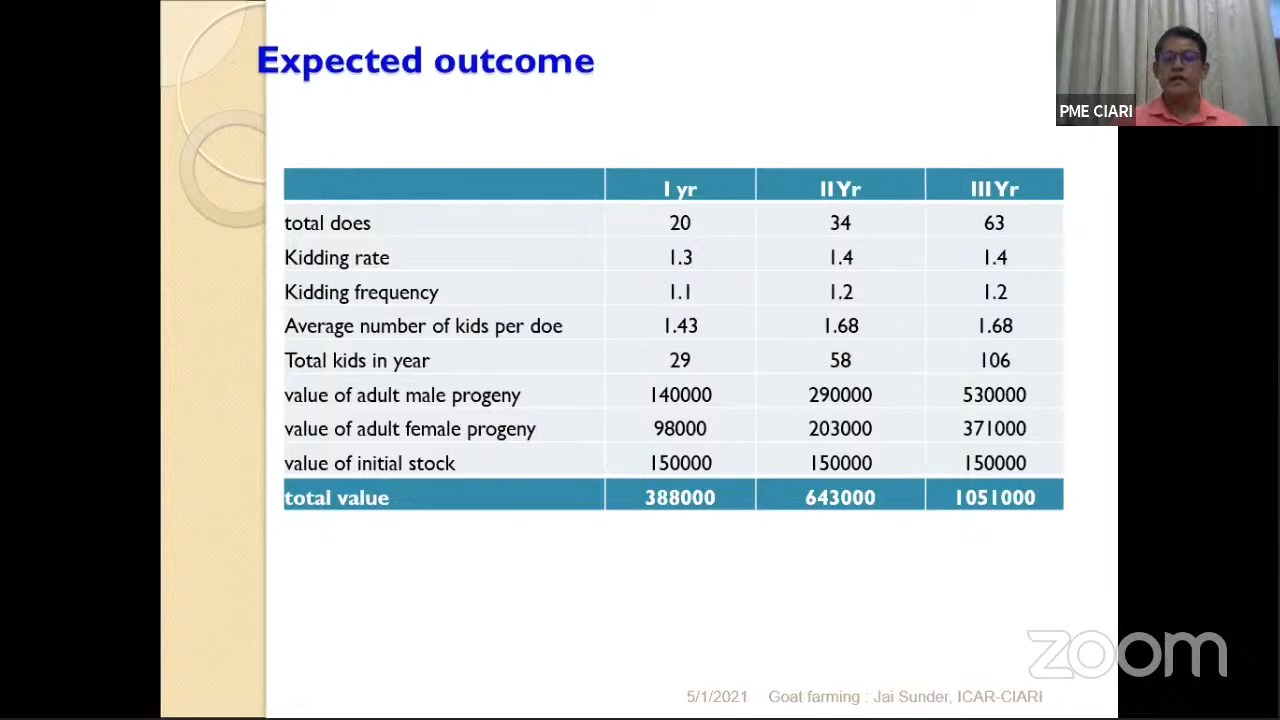 Expected outcome
PME CIARI
I yr II Yr III Yr
total does 20 34 63
Kidding rate 1.3 1.4 1.4
Kidding frequency 1.1 1.2 1.2
Average number of kids per doe 1.43 1.68 1.68
Total kids in year 29 58 106
value of adult male progeny 140000 290000 530000
value of adult female progeny 98000 203000 371000
value of initial stock 150000 150000 150000
total value 388000 643000 1051000
zoom
5/1/2021 Goat farming : Jai Sunder, ICAR-CIARI